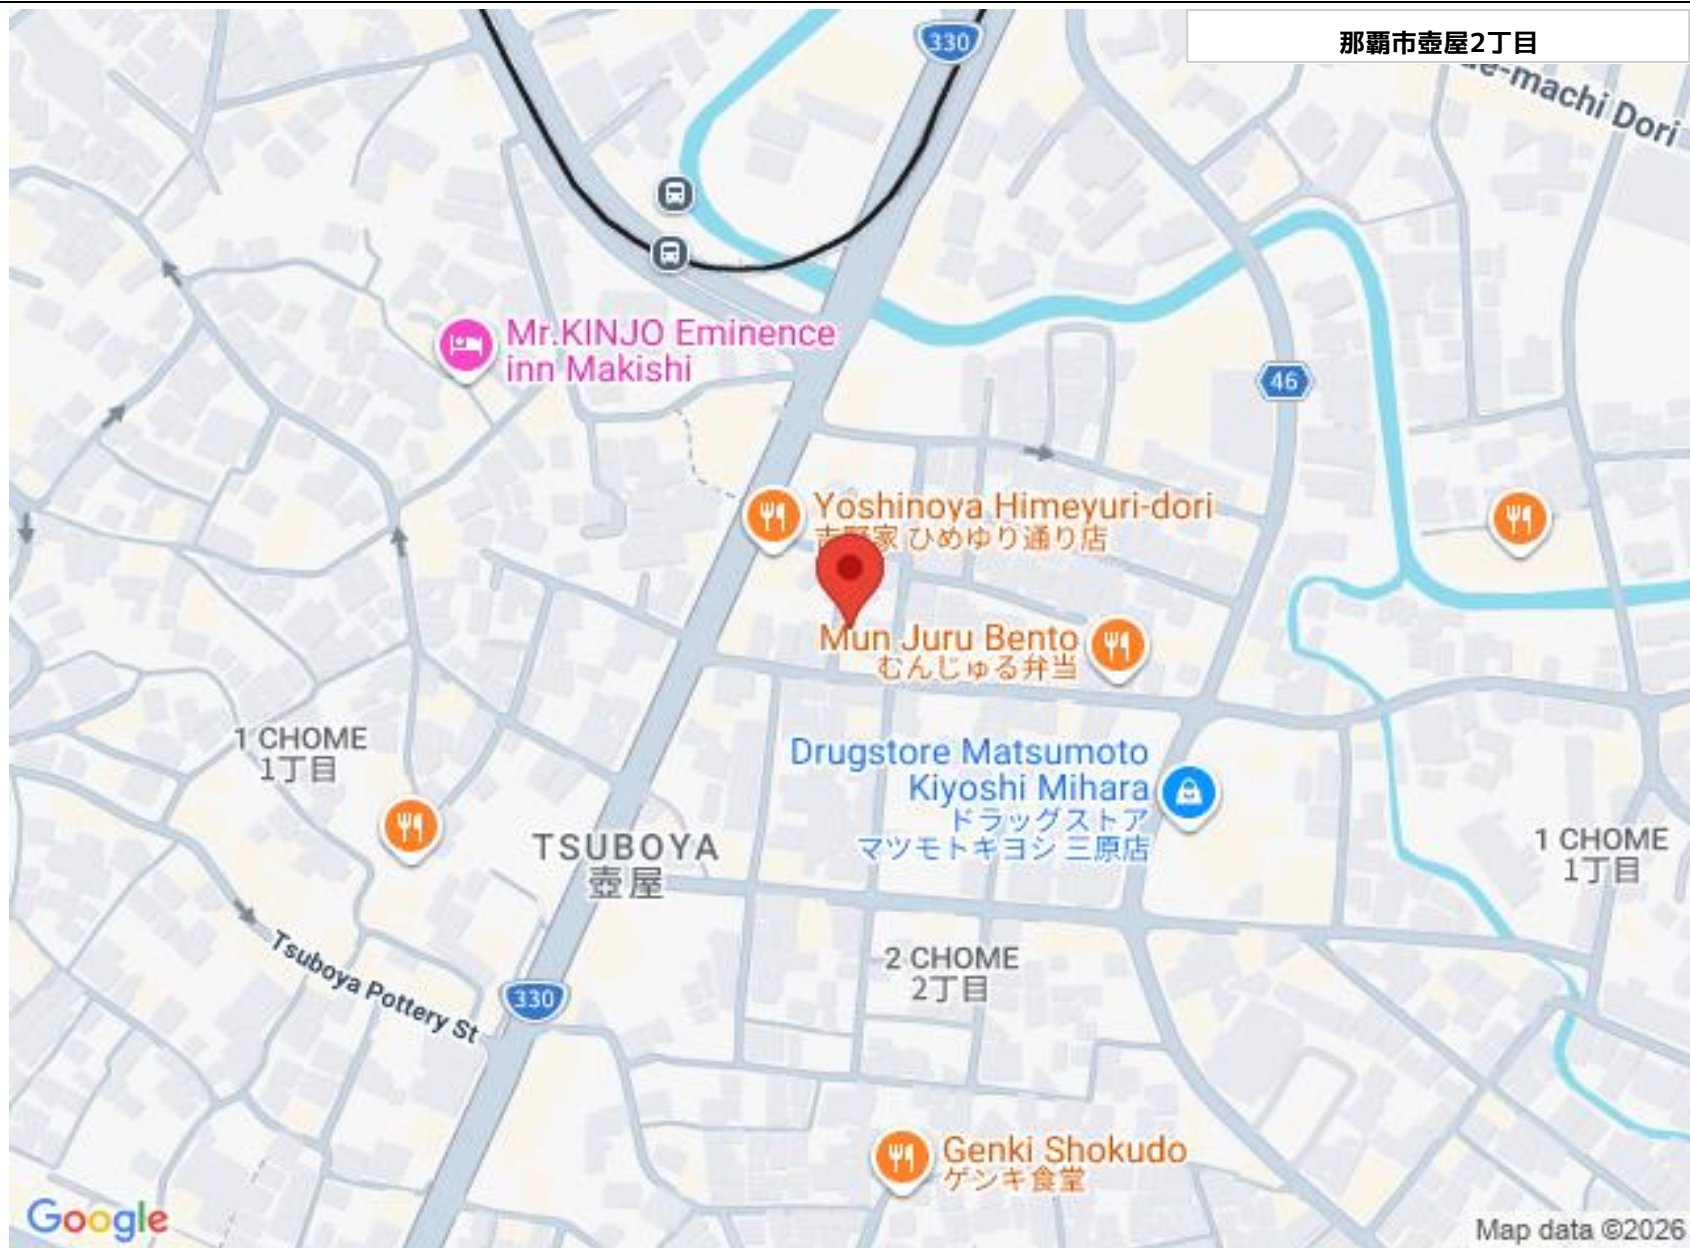 330
那覇市壺屋2丁目
e-machi Dori
Mr.KINJO Eminence
inn Makishi
46
Yoshinoya Himeyuri-dori
吉野家 ひめゆり通り店
Mun Juru Bento
むんじゅる弁当
1 CHOME
1丁目
Drugstore Matsumoto
Kiyoshi Mihara
ドラッグストア
マツモトキヨシ 三原店
TSUBOYA
壺屋
1 CHOME
1丁目
2 CHOME
2丁目
Tsuboya Pottery St
330
Genki Shokudo
ゲンキ食堂
Google
Map data ©2026